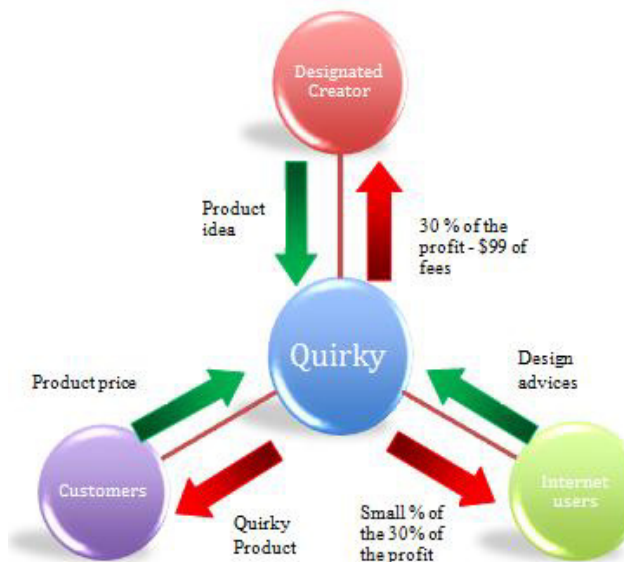 Designated
Creator
Product
idea
30 % of the
profit - $99 of
fees
Quirky
Product price
Design
advices
Customers
Internet
users
Quirky
Product
Small % of
the 30% of
the profit